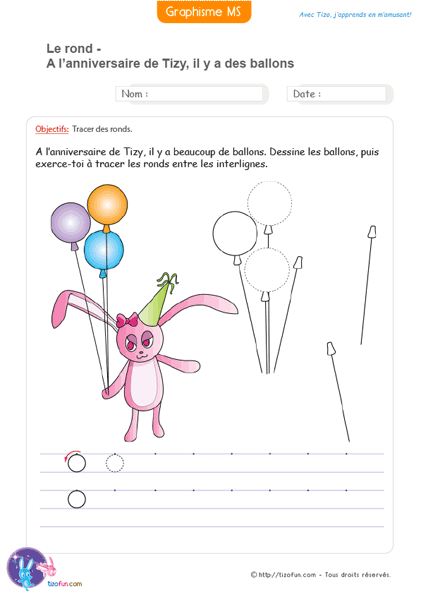 Graphisme MS
Avec Tizo, j'apprends en m'amusant!
Le rond -
A l'anniversaire de Tizy, il y a des ballons
Nom :
Date :
Objectifs: Tracer des ronds.
A l'anniversaire de Tizy, il y a beaucoup de ballons. Dessine les ballons, puis
exerce-toi à tracer les ronds entre les interlignes.
tizofun.com
©http://tizofun.com - Tous droits réservés.